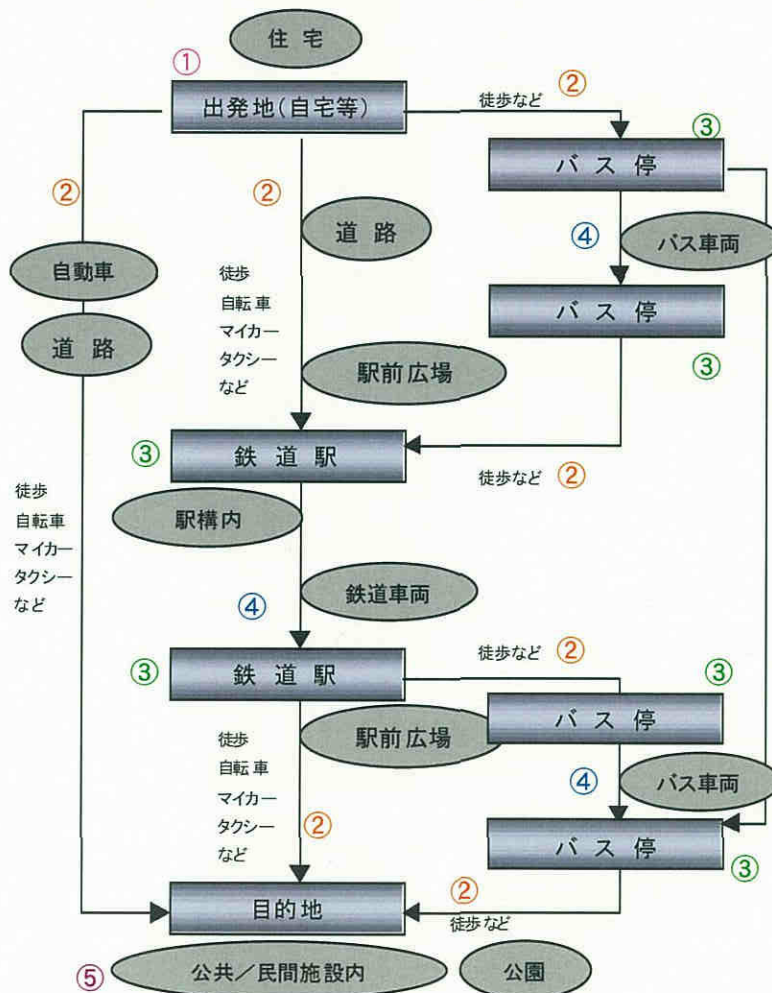 住宅
①
出発地(自宅等)
徒歩など ②
③
バス停
②
②
道路
④
バス車両
自動車
徒歩
自転車
マイカー
タクシー
など
道路
バス停
③
駅前広場
③
鉄道駅
徒歩など ②
徒歩
自転車
マイカー
タクシー
など
駅構内
④
鉄道車両
③
鉄道駅
徒歩など ②
③
バス停
駅前広場
徒歩
自転車
マイカー
タクシー
など
②
④
バス車両
バス停
③
②
徒歩など
目的地
⑤
公共/民間施設内
公園